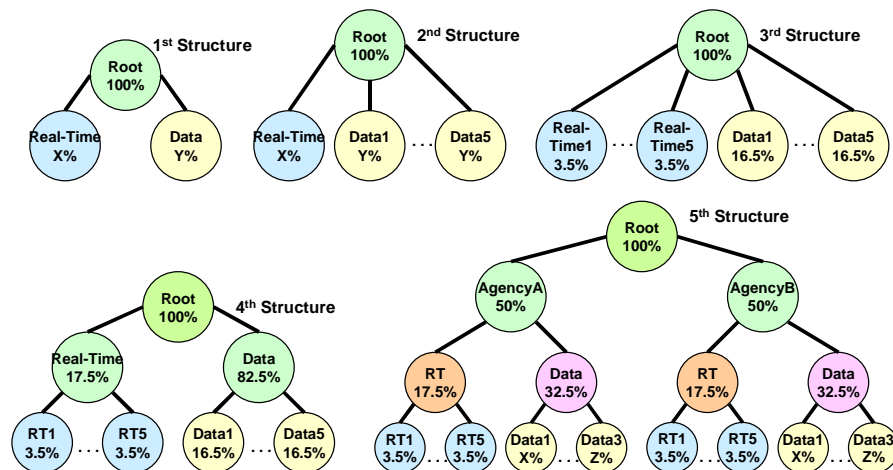 1st Structure
Root
100%
Real-Time
X%
Data
Y%
2nd Structure
Root
100%
Real-Time
X%
Data1
Y%
...
Data5
Y%
3rd Structure
Root
100%
Real-
Time1
3.5%
...
Real-
Time5
3.5%
Data1
16.5%
...
Data5
16.5%
4th Structure
Root
100%
Real-Time
17.5%
Data
82.5%
RT1
3.5%
...
RT5
3.5%
Data1
16.5%
...
Data5
16.5%
5th Structure
Root
100%
AgencyA
50%
AgencyB
50%
RT
17.5%
Data
32.5%
RT
17.5%
Data
32.5%
RT1
3.5%
...
RT5
3.5%
Data1
X%
...
Data3
Z%
RT1
3.5%
...
RT5
3.5%
Data1
X%
...
Data3
Z%